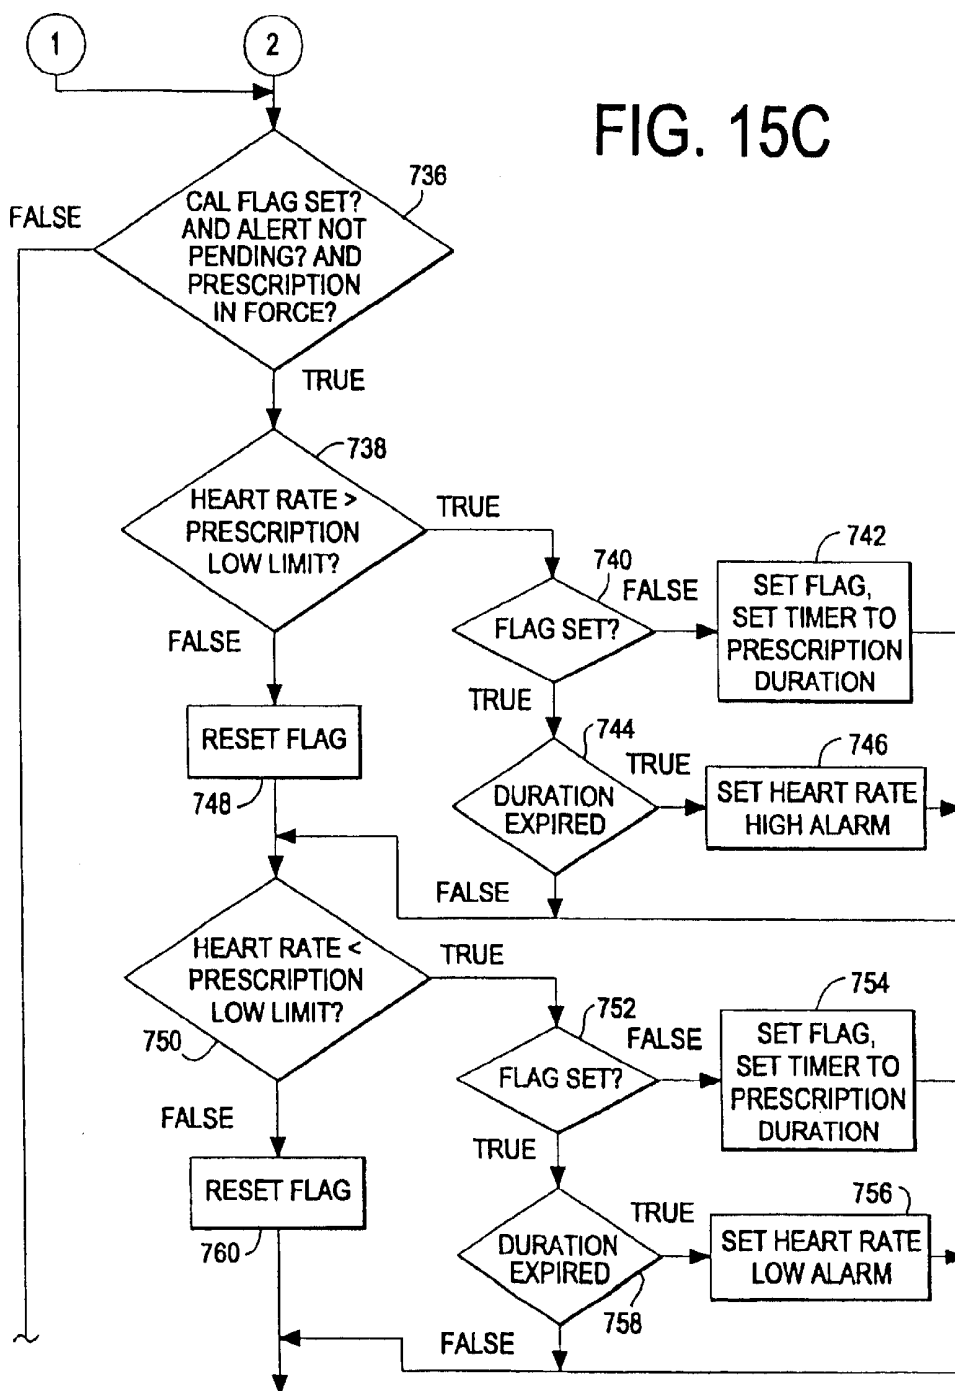 1
2
FIG. 15C
736
FALSE
CAL FLAG SET?
AND ALERT NOT
PENDING? AND
PRESCRIPTION
IN FORCE?
TRUE
738
HEART RATE >
PRESCRIPTION
LOW LIMIT?
TRUE
FALSE
740
FLAG SET?
FALSE
742
SET FLAG,
SET TIMER TO
PRESCRIPTION
DURATION
TRUE
RESET FLAG
748
744
DURATION
EXPIRED
TRUE
746
SET HEART RATE
HIGH ALARM
FALSE
HEART RATE <
PRESCRIPTION
LOW LIMIT?
750
TRUE
FALSE
752
FLAG SET?
FALSE
754
SET FLAG,
SET TIMER TO
PRESCRIPTION
DURATION
TRUE
RESET FLAG
760
DURATION
EXPIRED
758
TRUE
756
SET HEART RATE
LOW ALARM
FALSE